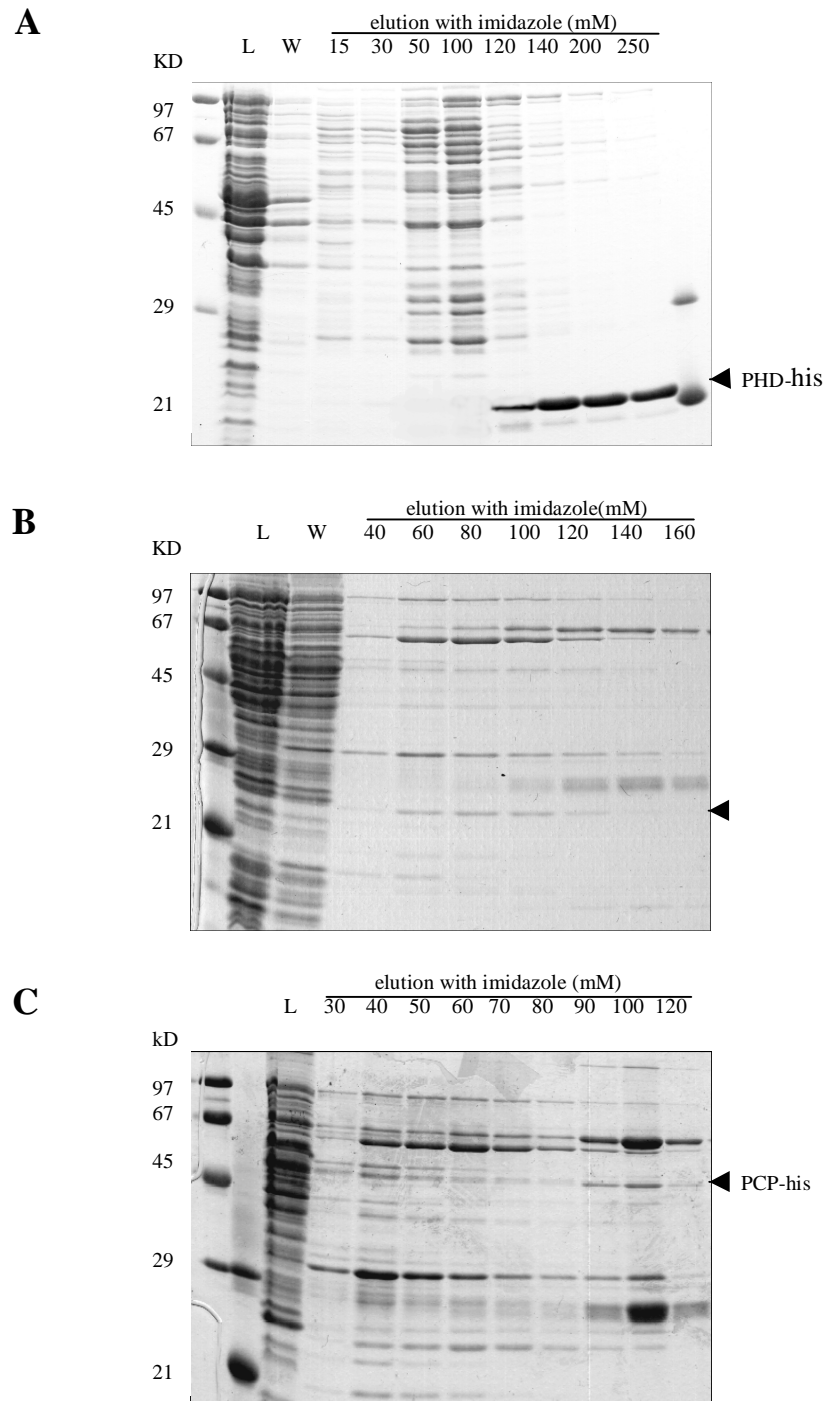 A
elution with imidazole (mM)
L W 15 30 50 100 120 140 200 250
KD
97
67
45
29
PHD-his
21
B
elution with imidazole(mM)
L W 40 60 80 100 120 140 160
KD
97
67
45
29
21
C
elution with imidazole (mM)
L 30 40 50 60 70 80 90 100 120
kD
97
67
45
PCP-his
29
21